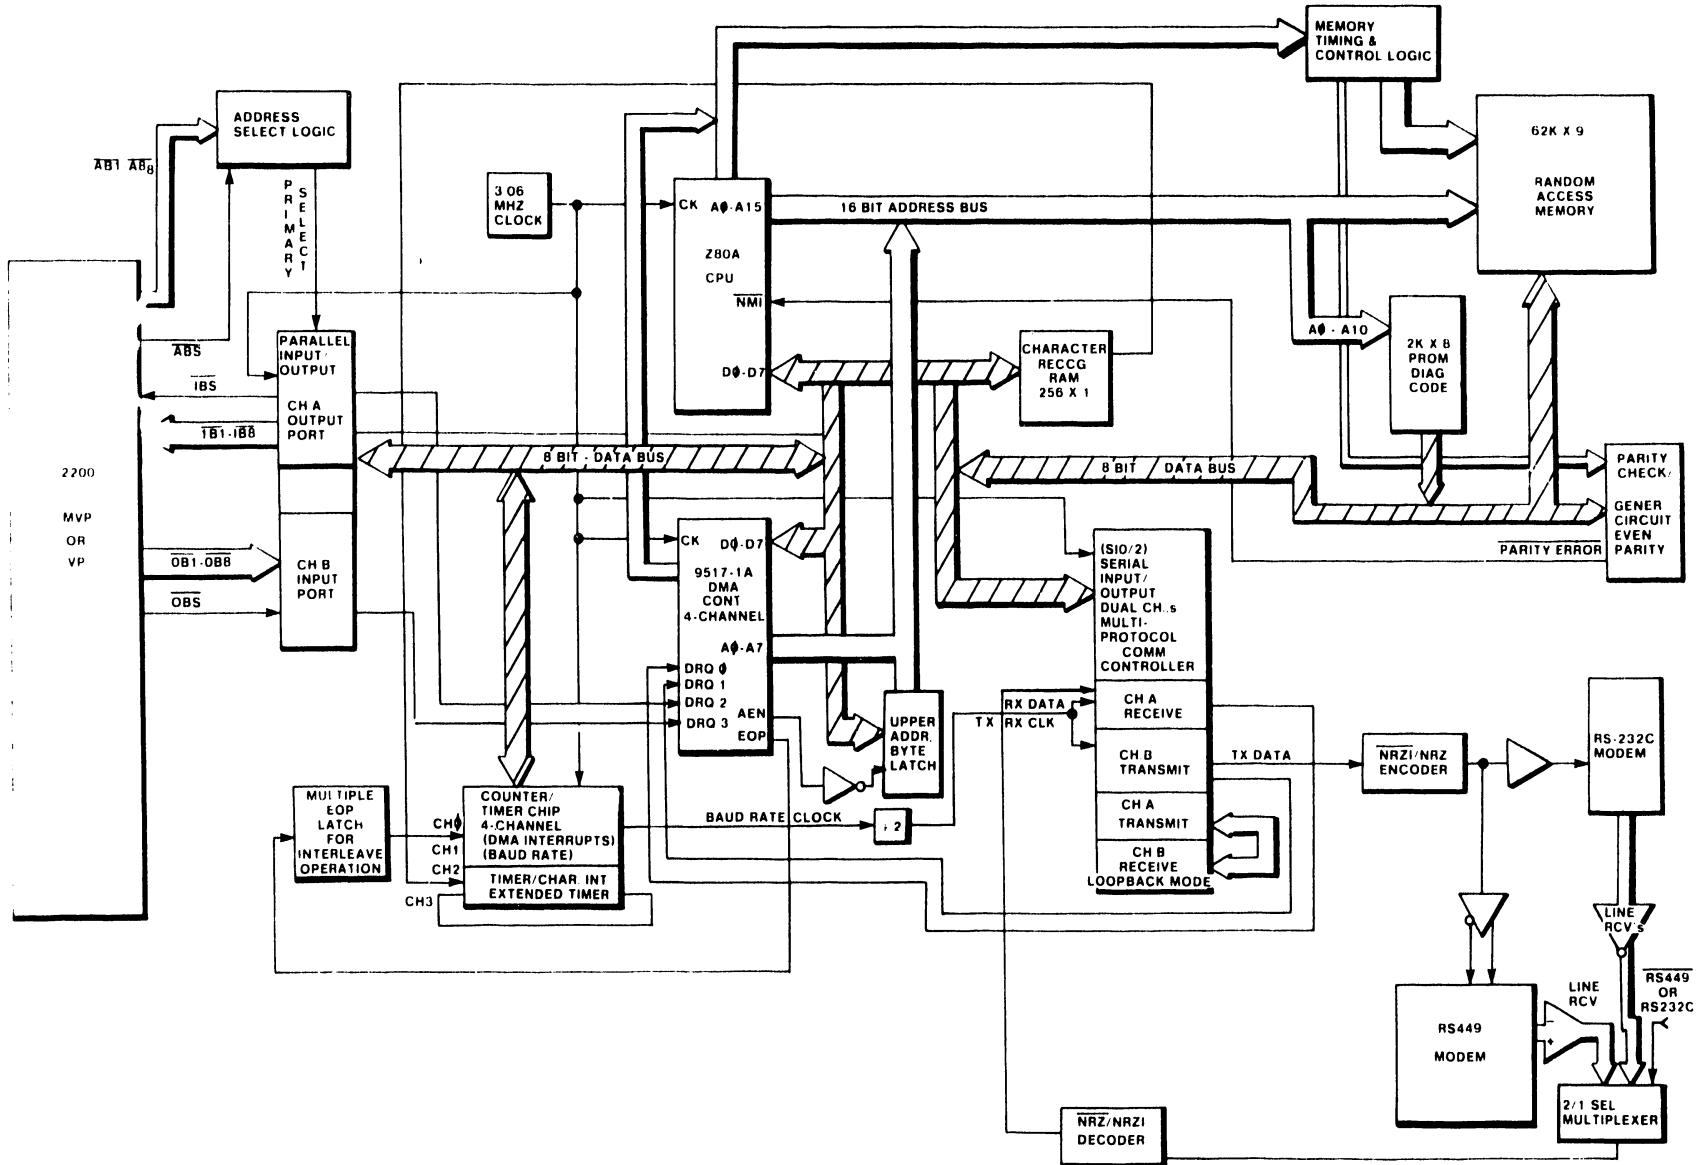 MEMORY
TIMING &
CONTROL LOGIC
ADDRESS
SELECT LOGIC
62K X 9
RANDOM
ACCESS
MEMORY
AB1 AB8
PRIMARY
SELECT
3.06
MHZ
CLOCK
CK AØ-A15
Z80A
CPU
NMI
DØ-D7
16 BIT ADDRESS BUS
ABS
IBS
IB1-IB8
PARALLEL
INPUT/
OUTPUT
CH A
OUTPUT
PORT
CHARACTER
RECCG
RAM
256 X 1
AØ - A10
2K X 8
PROM
DIAG
CODE
8 BIT - DATA BUS
8 BIT / DATA BUS
PARITY
CHECK/
GENER
CIRCUIT
EVEN
PARITY
PARITY ERROR
2200
MVP
OR
VP
OB1-OB8
OBS
CH B
INPUT
PORT
CK DØ-D7
9517-1A
DMA
CONT
4-CHANNEL
AØ-A7
DRQ Ø
DRQ 1
DRQ 2
DRQ 3
AEN
EOP
(SIO/2)
SERIAL
INPUT/
OUTPUT
DUAL CH..s
MULTI-
PROTOCOL
COMM
CONTROLLER
CH A
RECEIVE
CH B
TRANSMIT
CH A
TRANSMIT
CH B
RECEIVE
LOOPBACK MODE
UPPER
ADDR.
BYTE
LATCH
RX DATA
TX RX CLK
TX DATA
NRZI/NRZ
ENCODER
RS-232C
MODEM
MULTIPLE
EOP
LATCH
FOR
INTERLEAVE
OPERATION
CHØ
CH1
CH2
CH3
COUNTER/
TIMER CHIP
4-CHANNEL
(DMA INTERRUPTS)
(BAUD RATE)
TIMER/CHAR. INT
EXTENDED TIMER
BAUD RATE CLOCK
÷ 2
LINE
RCV's
RS449
OR
RS232C
LINE
RCV
RS449
MODEM
- 
+
2/1 SEL
MULTIPLEXER
NRZ/NRZI
DECODER